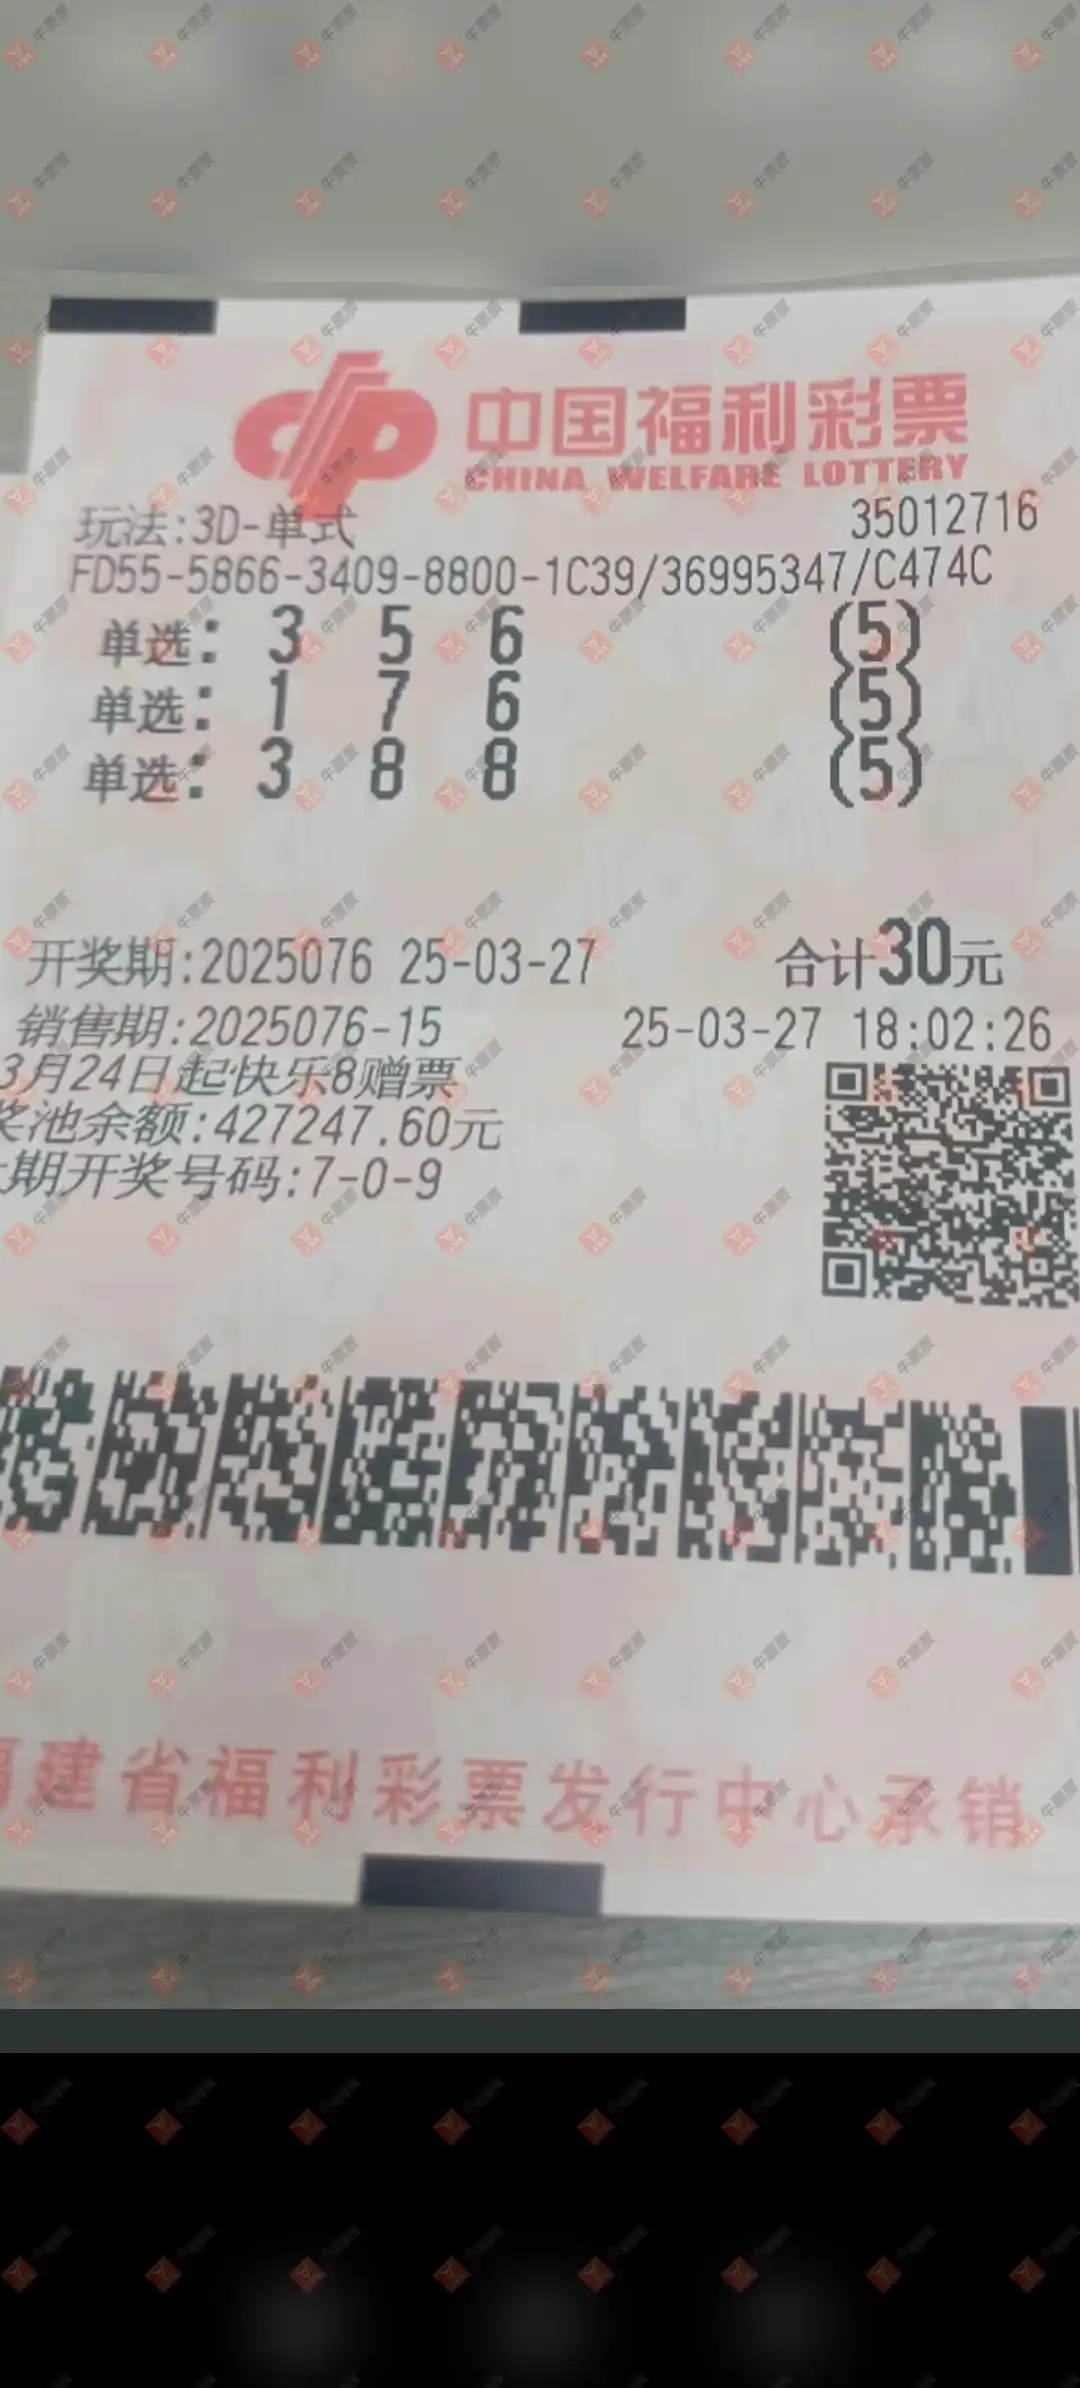 中国福利彩票
CHINA WELFARE LOTTERY
玩法:3D-单式 35012716
FD55-5866-3409-8800-1C39/36995347/C474C
单选: 3 5 6 (5)
单选: 1 7 6 (5)
单选: 3 8 8 (5)
开奖期:2025076 25-03-27 合计30元
销售期:2025076-15 25-03-27 18:02:26
3月24日起快乐8赠票
奖池余额:427247.60元
期开奖号码:7-0-9
建省福利彩票发行中心承销
牛票票